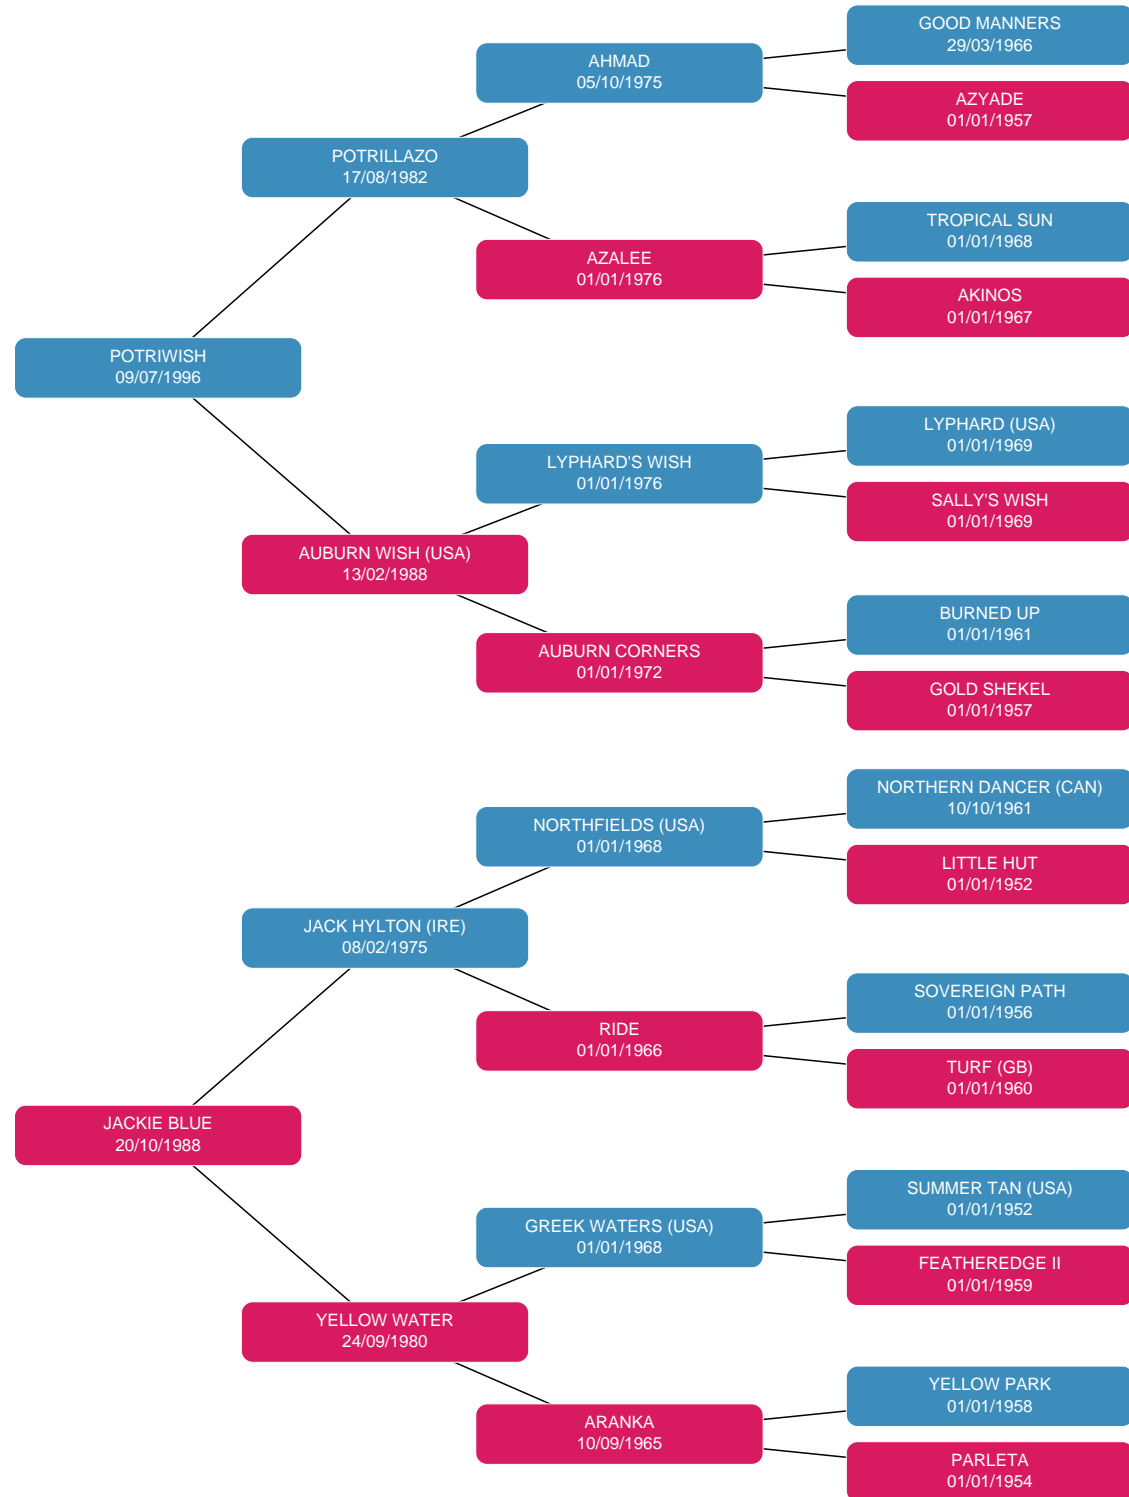 GOOD MANNERS
29/03/1966
AHMAD
05/10/1975
AZYADE
01/01/1957
POTRILLAZO
17/08/1982
TROPICAL SUN
01/01/1968
AZALEE
01/01/1976
AKINOS
01/01/1967
POTRIWISH
09/07/1996
LYPHARD (USA)
01/01/1969
LYPHARD'S WISH
01/01/1976
SALLY'S WISH
01/01/1969
AUBURN WISH (USA)
13/02/1988
BURNED UP
01/01/1961
AUBURN CORNERS
01/01/1972
GOLD SHEKEL
01/01/1957
NORTHERN DANCER (CAN)
10/10/1961
NORTHFIELDS (USA)
01/01/1968
LITTLE HUT
01/01/1952
JACK HYLTON (IRE)
08/02/1975
SOVEREIGN PATH
01/01/1956
RIDE
01/01/1966
TURF (GB)
01/01/1960
JACKIE BLUE
20/10/1988
SUMMER TAN (USA)
01/01/1952
GREEK WATERS (USA)
01/01/1968
FEATHEREDGE II
01/01/1959
YELLOW WATER
24/09/1980
YELLOW PARK
01/01/1958
ARANKA
10/09/1965
PARLETA
01/01/1954